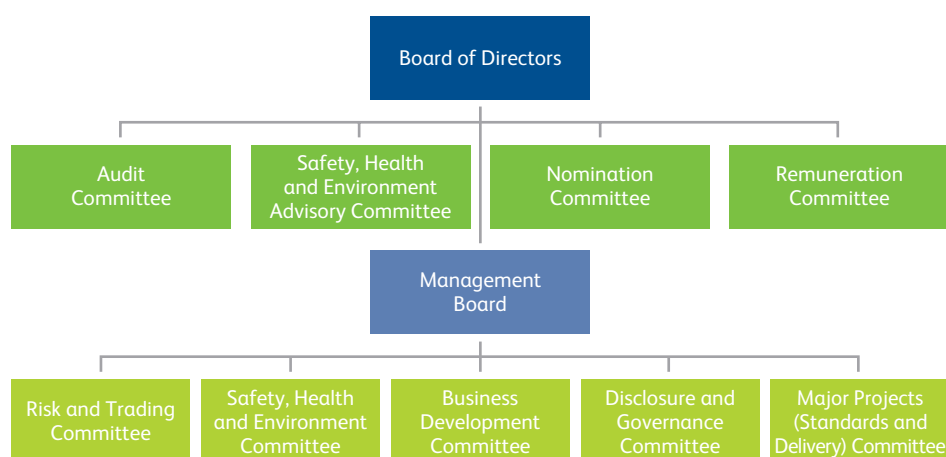 Board of Directors
Audit
Committee
Safety, Health
and Environment
Advisory Committee
Nomination
Committee
Remuneration
Committee
Management
Board
Risk and Trading
Committee
Safety, Health
and Environment
Committee
Business
Development
Committee
Disclosure and
Governance
Committee
Major Projects
(Standards and
Delivery) Committee